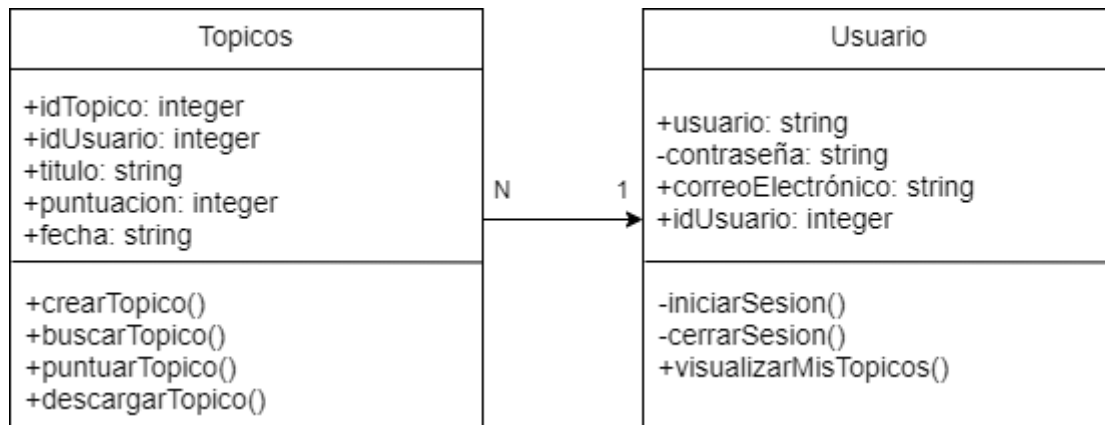 Topicos
+idTopico: integer
+idUsuario: integer
+titulo: string
+puntuacion: integer
+fecha: string
+crearTopico()
+buscarTopico()
+puntuarTopico()
+descargarTopico()
N
1
Usuario
+usuario: string
-contraseña: string
+correoElectrónico: string
+idUsuario: integer
-iniciarSesion()
-cerrarSesion()
+visualizarMisTopicos()